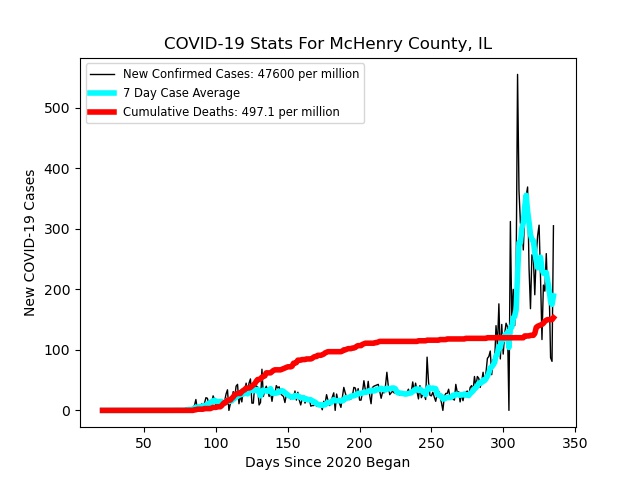 COVID-19 Stats For McHenry County, IL
New Confirmed Cases: 47600 per million
7 Day Case Average
Cumulative Deaths: 497.1 per million
New COVID-19 Cases
500
400
300
200
100
0
50 100 150 200 250 300 350
Days Since 2020 Began